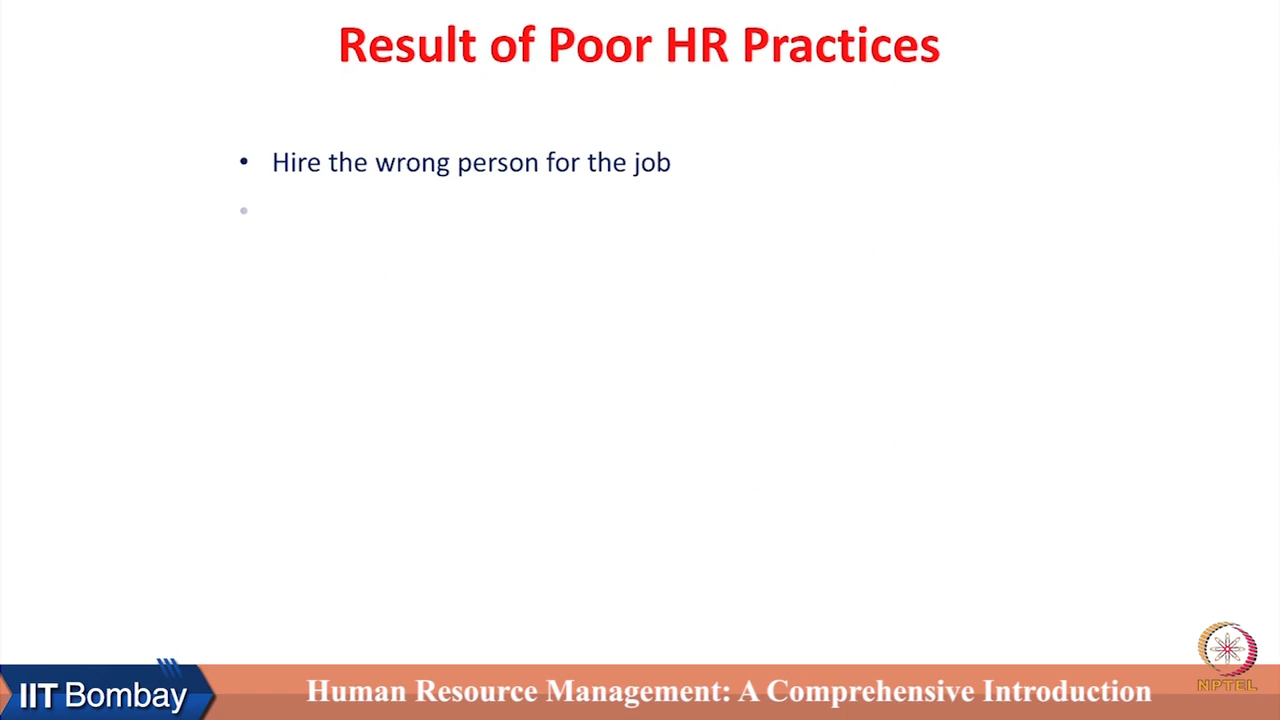 Result of Poor HR Practices
• Hire the wrong person for the job
•
IIT Bombay
Human Resource Management: A Comprehensive Introduction
NPTEL